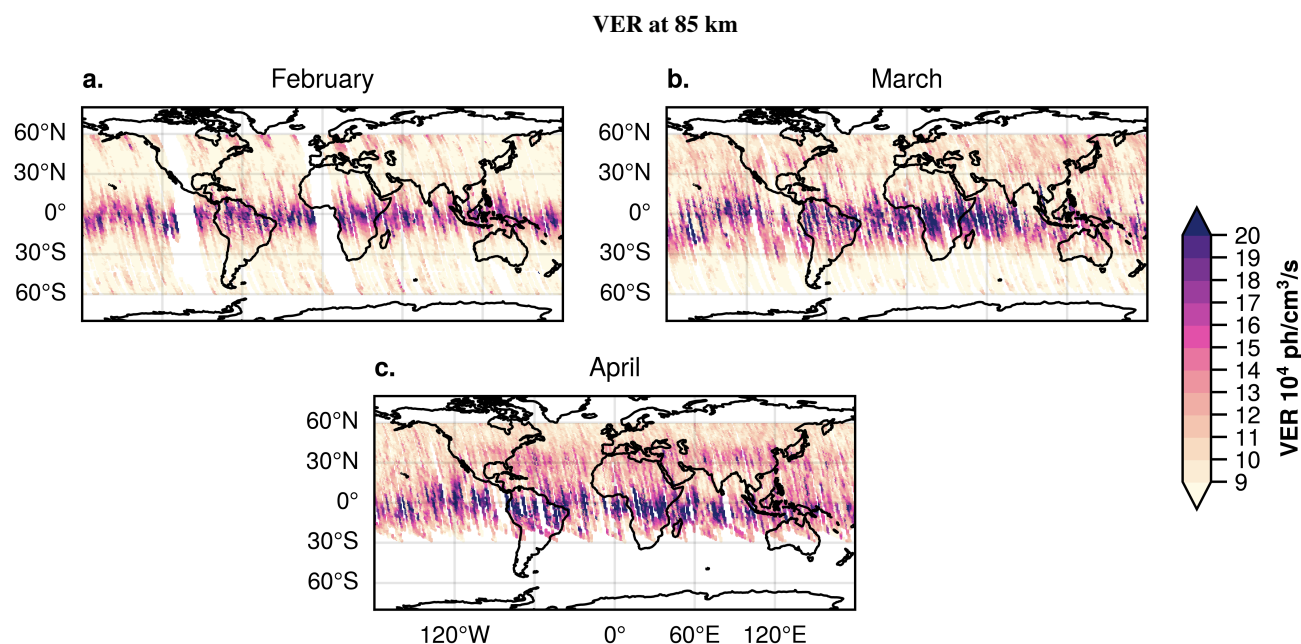 VER at 85 km
a. February
b. March
60°N
30°N
0°
30°S
60°S
60°N
30°N
0°
30°S
60°S
c. April
60°N
30°N
0°
30°S
60°S
120°W 0° 60°E 120°E
20
19
18
17
16
15
14
13
12
11
10
9
VER 10⁴ ph/cm³/s